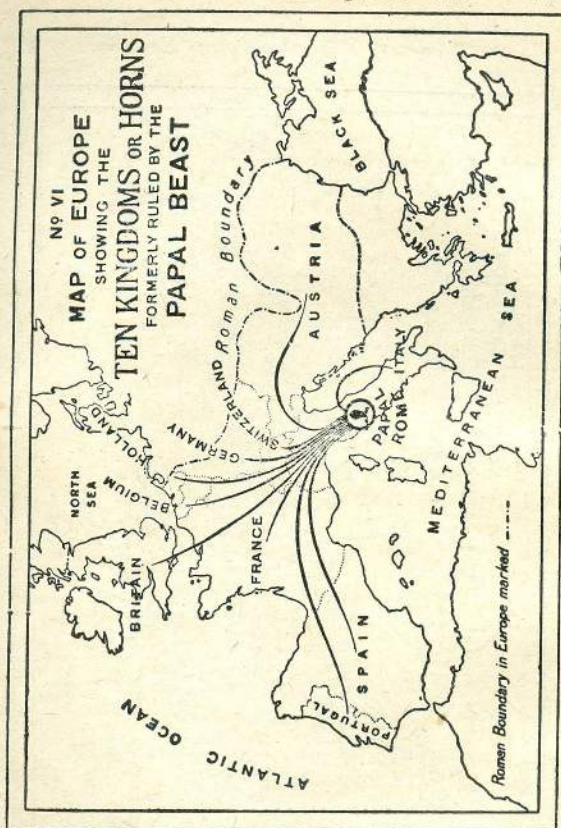 Nº VI
MAP OF EUROPE
SHOWING THE
TEN KINGDOMS OR HORNS
FORMERLY RULED BY THE
PAPAL BEAST
NORTH
SEA
HOLLAND
BELGIUM
BRITAIN
GERMANY
SWITZERLAND
Roman Boundary
FRANCE
AUSTRIA
BLACK SEA
ATLANTIC OCEAN
PORTUGAL
SPAIN
PAPAL
ROME
ITALY
MEDITERRANEAN SEA
Roman Boundary in Europe marked